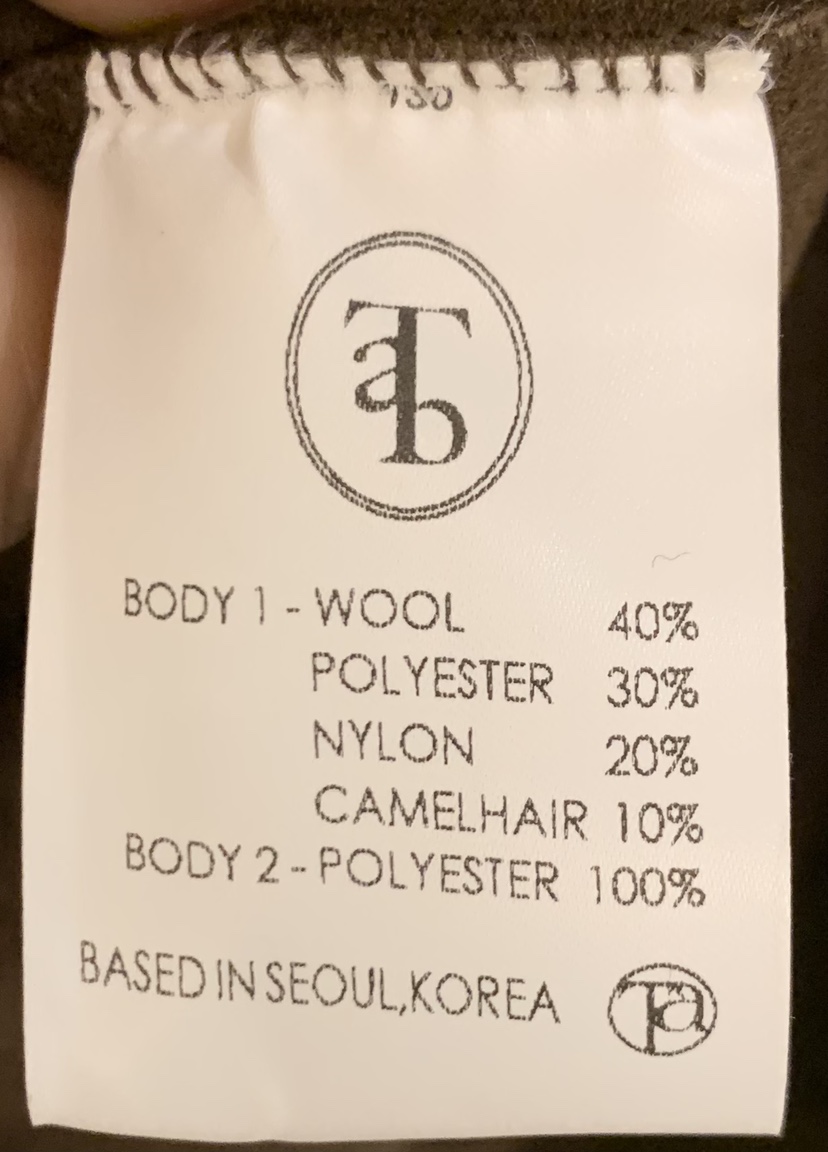 BODY 1 - WOOL 40%
POLYESTER 30%
NYLON 20%
CAMELHAIR 10%
BODY 2 - POLYESTER 100%
BASED IN SEOUL,KOREA